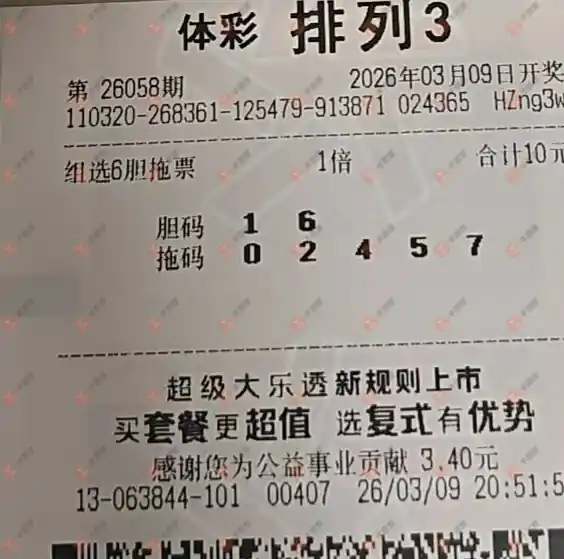 体彩 排列3
第 26058期 2026年03月09日开奖
110320-268361-125479-913871 024365 HZng3w
组选6胆拖票 1倍 合计10元
胆码 1 6
拖码 0 2 4 5 7
超级大乐透新规则上市
买套餐更超值 选复式有优势
感谢您为公益事业贡献 3.40元
13-063844-101 00407 26/03/09 20:51:5